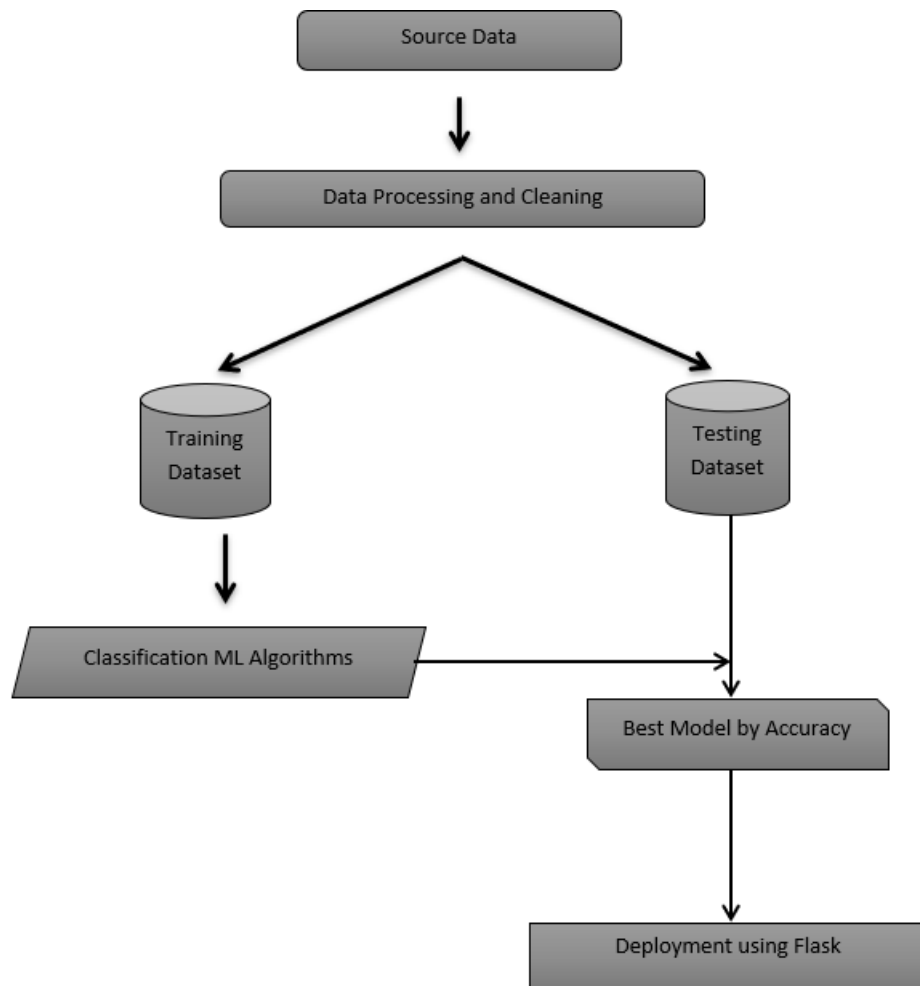 Source Data
Data Processing and Cleaning
Training
Dataset
Testing
Dataset
Classification ML Algorithms
Best Model by Accuracy
Deployment using Flask